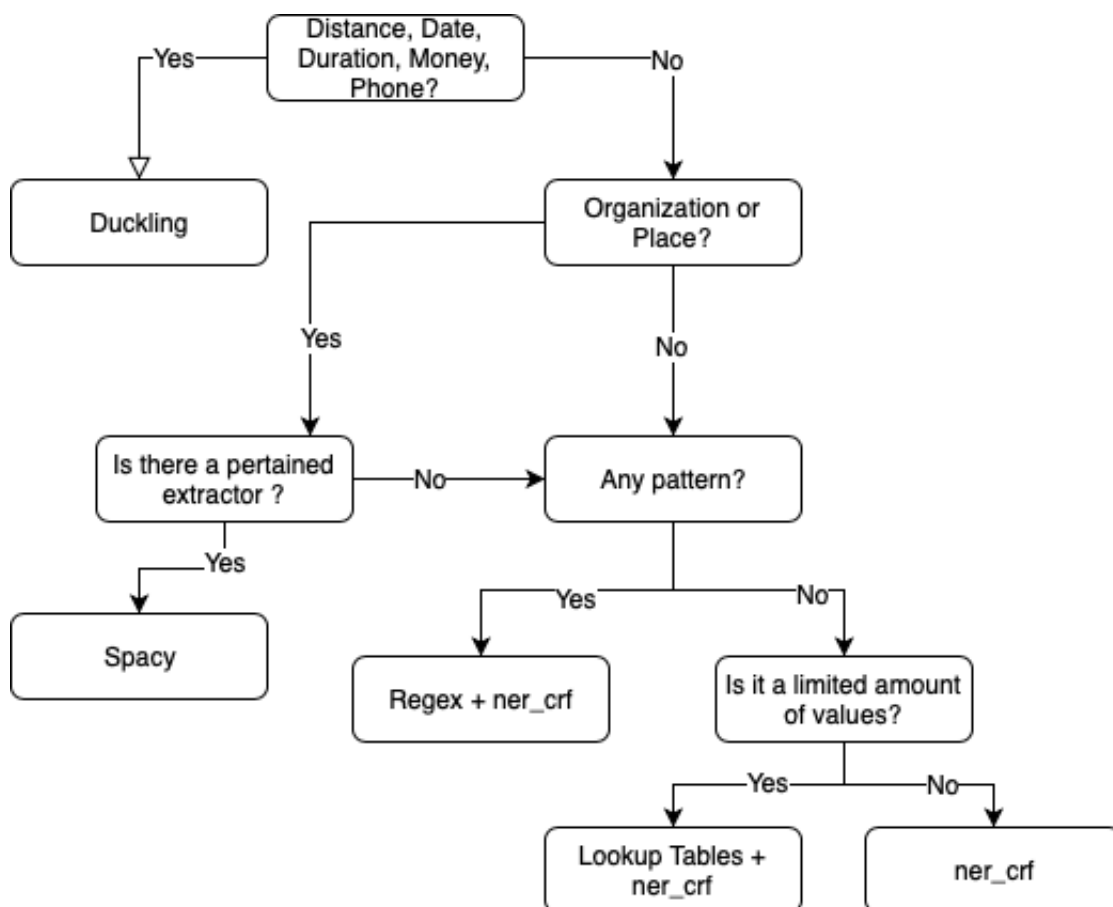 Distance, Date,
Duration, Money,
Phone?
Yes
No
Duckling
Organization or
Place?
Yes
No
Is there a pertained
extractor ?
No
Any pattern?
Yes
Spacy
Yes
No
Regex + ner_crf
Is it a limited amount
of values?
Yes
No
Lookup Tables +
ner_crf
ner_crf